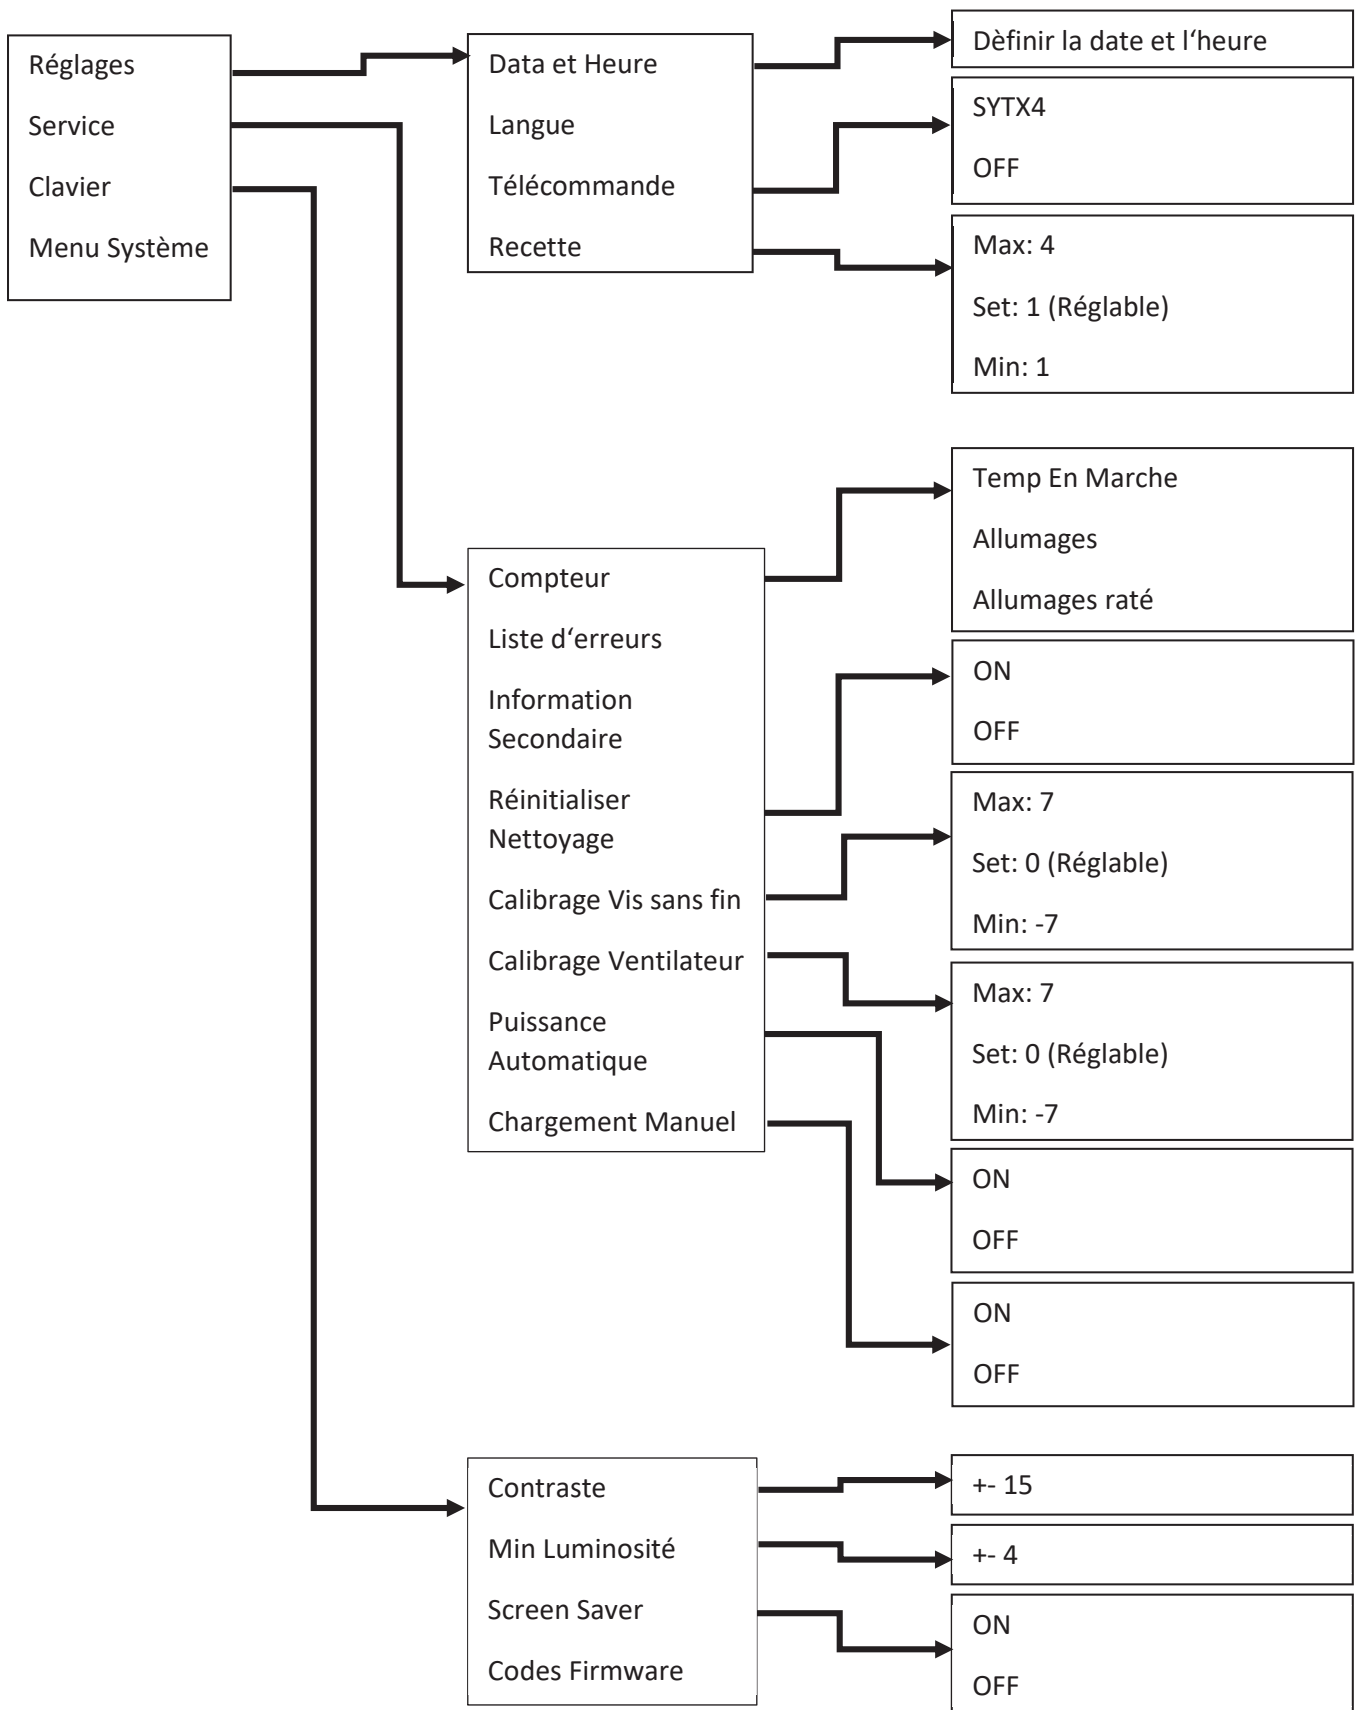 Réglages
Service
Clavier
Menu Système
Data et Heure
Langue
Télécommande
Recette
Dèfinir la date et l‘heure
SYTX4
OFF
Max: 4
Set: 1 (Réglable)
Min: 1
Compteur
Liste d‘erreurs
Information
Secondaire
Réinitialiser
Nettoyage
Calibrage Vis sans fin
Calibrage Ventilateur
Puissance
Automatique
Chargement Manuel
Temp En Marche
Allumages
Allumages raté
ON
OFF
Max: 7
Set: 0 (Réglable)
Min: -7
Max: 7
Set: 0 (Réglable)
Min: -7
ON
OFF
ON
OFF
Contraste
Min Luminosité
Screen Saver
Codes Firmware
+- 15
+- 4
ON
OFF